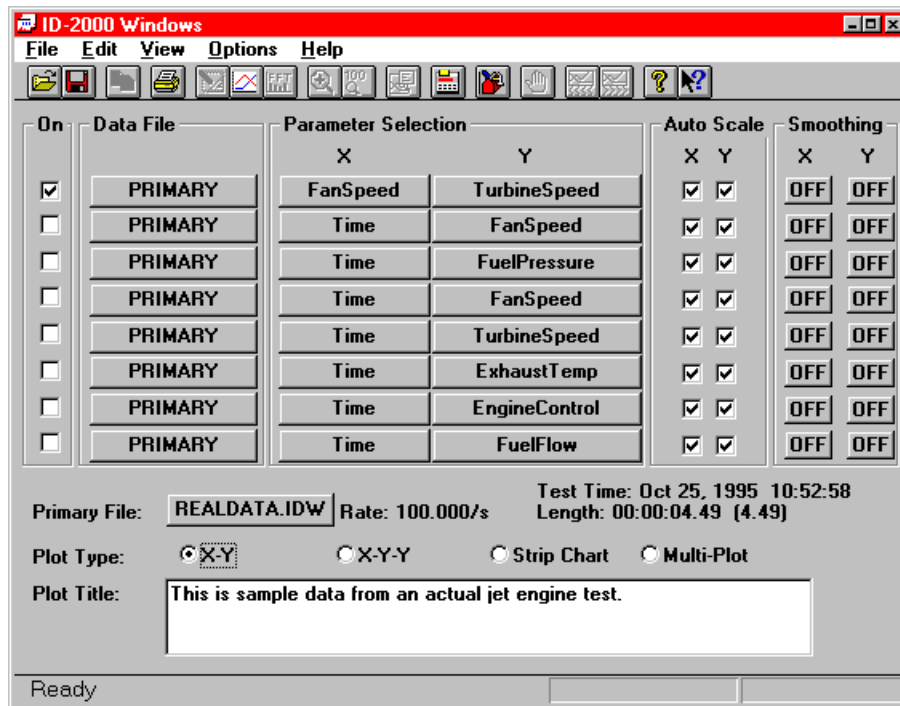 ID-2000 Windows
File Edit View Options Help
FFT 100 ? ?
On Data File Parameter Selection Auto Scale Smoothing
X Y X Y X Y
PRIMARY FanSpeed TurbineSpeed OFF OFF
PRIMARY Time FanSpeed OFF OFF
PRIMARY Time FuelPressure OFF OFF
PRIMARY Time FanSpeed OFF OFF
PRIMARY Time TurbineSpeed OFF OFF
PRIMARY Time ExhaustTemp OFF OFF
PRIMARY Time EngineControl OFF OFF
PRIMARY Time FuelFlow OFF OFF
Test Time: Oct 25, 1995 10:52:58
Primary File: REALDATA.IDW Rate: 100.000/s Length: 00:00:04.49 (4.49)
Plot Type: X-Y X-Y-Y Strip Chart Multi-Plot
Plot Title: This is sample data from an actual jet engine test.
Ready